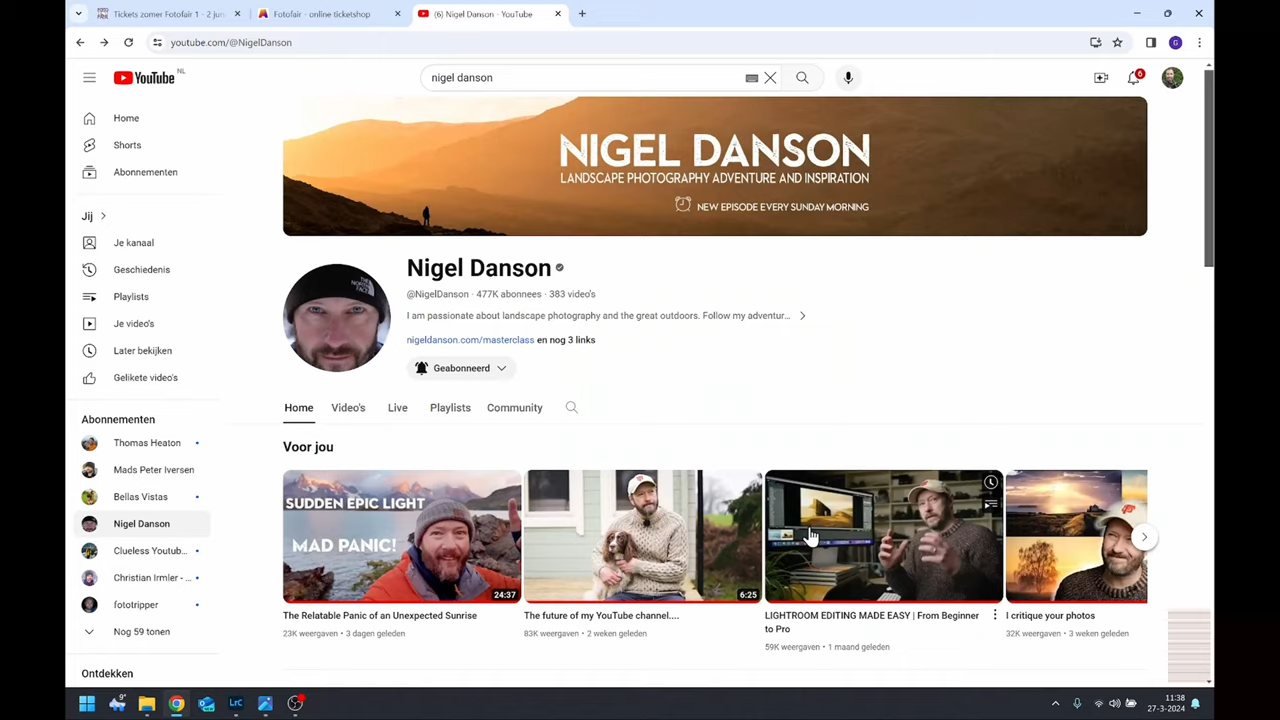 Tickets zomer Fotofair 1 - 2 jun
Fotofair - online ticketshop
(6) Nigel Danson - YouTube
youtube.com/@NigelDanson
G
YouTube NL
nigel danson
6
Home
Shorts
Abonnementen
Jij
Je kanaal
Geschiedenis
Playlists
Je video's
Later bekijken
Gelikete video's
Abonnementen
Thomas Heaton
Mads Peter Iversen
Bellas Vistas
Nigel Danson
Clueless Youtub...
Christian Irmler - ...
fototripper
Nog 59 tonen
Ontdekken
NIGEL DANSON
LANDSCAPE PHOTOGRAPHY ADVENTURE AND INSPIRATION
NEW EPISODE EVERY SUNDAY MORNING
THE NORTH FACE
Nigel Danson
@NigelDanson · 477K abonnees · 383 video's
I am passionate about landscape photography and the great outdoors. Follow my adventur...
nigeldanson.com/masterclass en nog 3 links
Geabonneerd
Home Video's Live Playlists Community
Voor jou
SUDDEN EPIC LIGHT
MAD PANIC!
24:37
The Relatable Panic of an Unexpected Sunrise
23K weergaven · 3 dagen geleden
6:25
The future of my YouTube channel....
83K weergaven · 2 weken geleden
LIGHTROOM EDITING MADE EASY | From Beginner
to Pro
59K weergaven · 1 maand geleden
I critique your photos
32K weergaven · 3 weken geleden
9°
LrC
11:38
27-3-2024